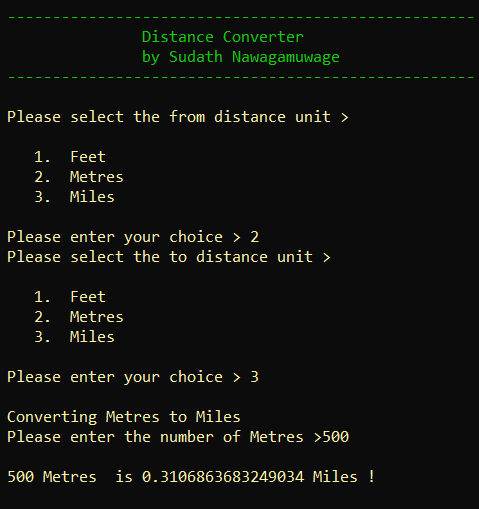 ----------------------------------------------------
Distance Converter
by Sudath Nawagamuwage
----------------------------------------------------
Please select the from distance unit >
1. Feet
2. Metres
3. Miles
Please enter your choice > 2
Please select the to distance unit >
1. Feet
2. Metres
3. Miles
Please enter your choice > 3
Converting Metres to Miles
Please enter the number of Metres >500
500 Metres  is 0.3106863683249034 Miles !